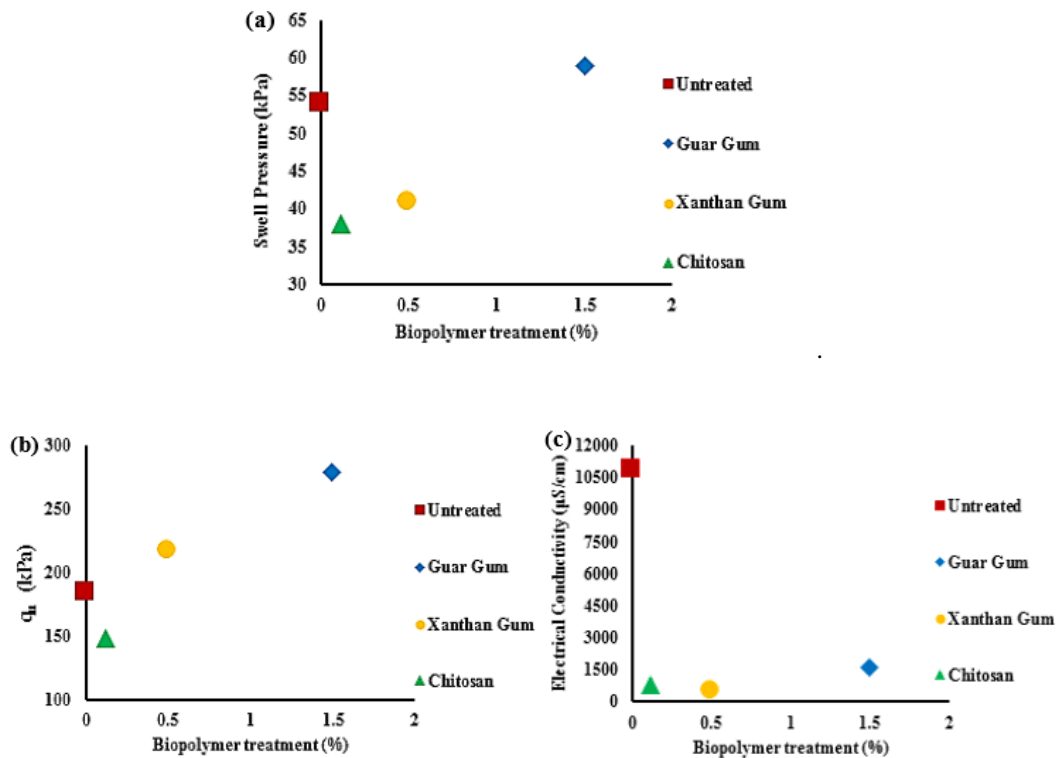 (a)
65
60
55
50
45
40
35
30
Swell Pressure (kPa)
0 0.5 1 1.5 2
Biopolymer treatment (%)
Untreated
Guar Gum
Xanthan Gum
Chitosan
.
(b)
300
250
200
150
100
qu (kPa)
0 0.5 1 1.5 2
Biopolymer treatment (%)
Untreated
Guar Gum
Xanthan Gum
Chitosan
(c)
12000
10500
9000
7500
6000
4500
3000
1500
0
Electrical Conductivity (µS/cm)
0 0.5 1 1.5 2
Biopolymer treatment (%)
Untreated
Guar Gum
Xanthan Gum
Chitosan